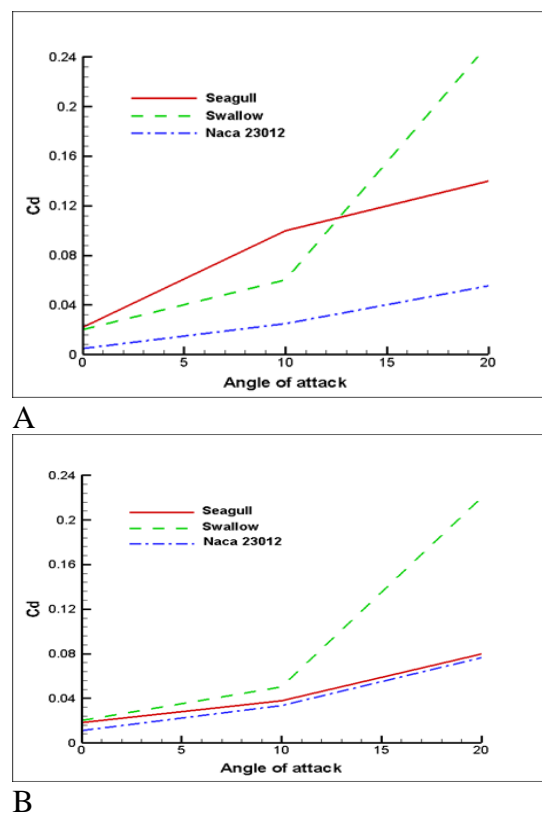 0.24
0.2
0.16
0.12
0.08
0.04
0
Cd
Seagull
Swallow
Naca 23012
0 5 10 15 20
Angle of attack
A
0.24
0.2
0.16
0.12
0.08
0.04
0
Cd
Seagull
Swallow
Naca 23012
0 5 10 15 20
Angle of attack
B